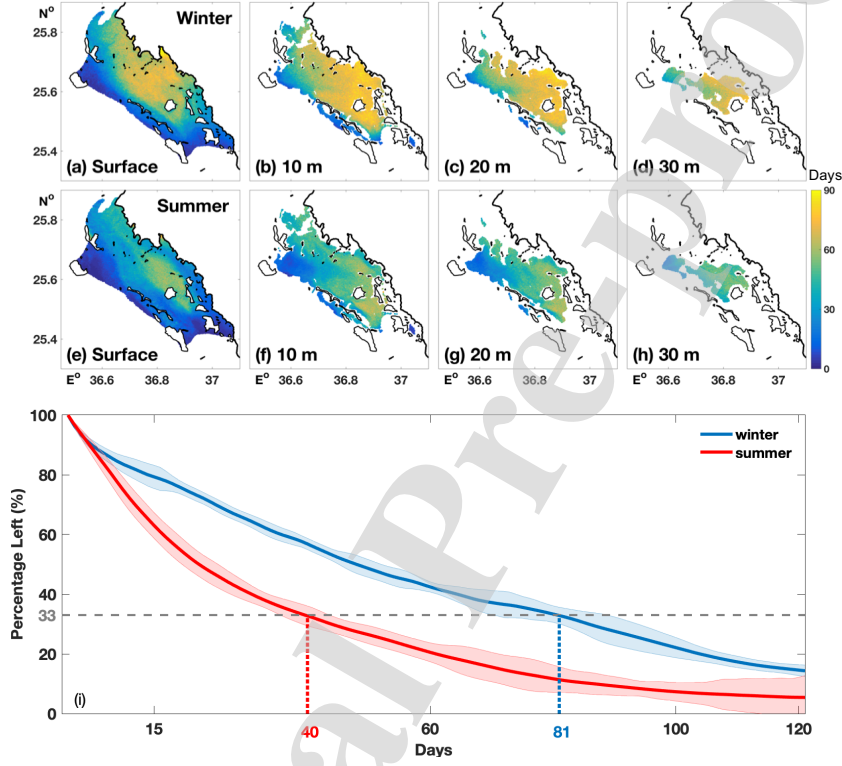 N°
25.8
25.6
25.4
Winter
(a) Surface
(b) 10 m
(c) 20 m
(d) 30 m
Days
N°
25.8
25.6
25.4
Summer
(e) Surface
(f) 10 m
(g) 20 m
(h) 30 m
90
60
30
0
E° 36.6 36.8 37
E° 36.6 36.8 37
E° 36.6 36.8 37
E° 36.6 36.8 37
100
80
60
40
33
20
0
Percentage Left (%)
winter
summer
(i)
15 40 60 81 100 120
Days
al Pre-proo